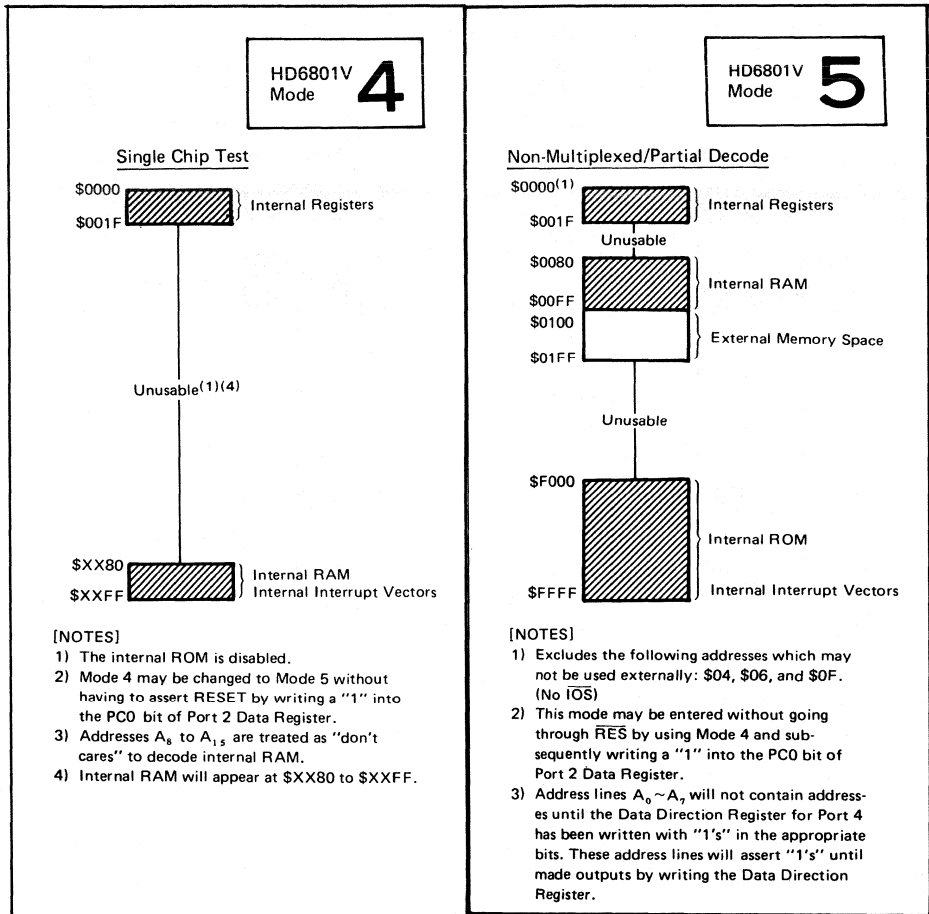 HD6801V
Mode 4
Single Chip Test
$0000
Internal Registers
$001F
Unusable(1)(4)
$XX80
Internal RAM
$XXFF
Internal Interrupt Vectors
[NOTES]
1) The internal ROM is disabled.
2) Mode 4 may be changed to Mode 5 without
having to assert RESET by writing a "1" into
the PC0 bit of Port 2 Data Register.
3) Addresses A8 to A15 are treated as "don't
cares" to decode internal RAM.
4) Internal RAM will appear at $XX80 to $XXFF.
HD6801V
Mode 5
Non-Multiplexed/Partial Decode
$0000(1)
Internal Registers
$001F
Unusable
$0080
Internal RAM
$00FF
$0100
External Memory Space
$01FF
Unusable
$F000
Internal ROM
$FFFF
Internal Interrupt Vectors
[NOTES]
1) Excludes the following addresses which may
not be used externally: $04, $06, and $0F.
(No IOS)
2) This mode may be entered without going
through RES by using Mode 4 and sub-
sequently writing a "1" into the PC0 bit of
Port 2 Data Register.
3) Address lines A0~A7 will not contain address-
es until the Data Direction Register for Port 4
has been written with "1's" in the appropriate
bits. These address lines will assert "1's" until
made outputs by writing the Data Direction
Register.